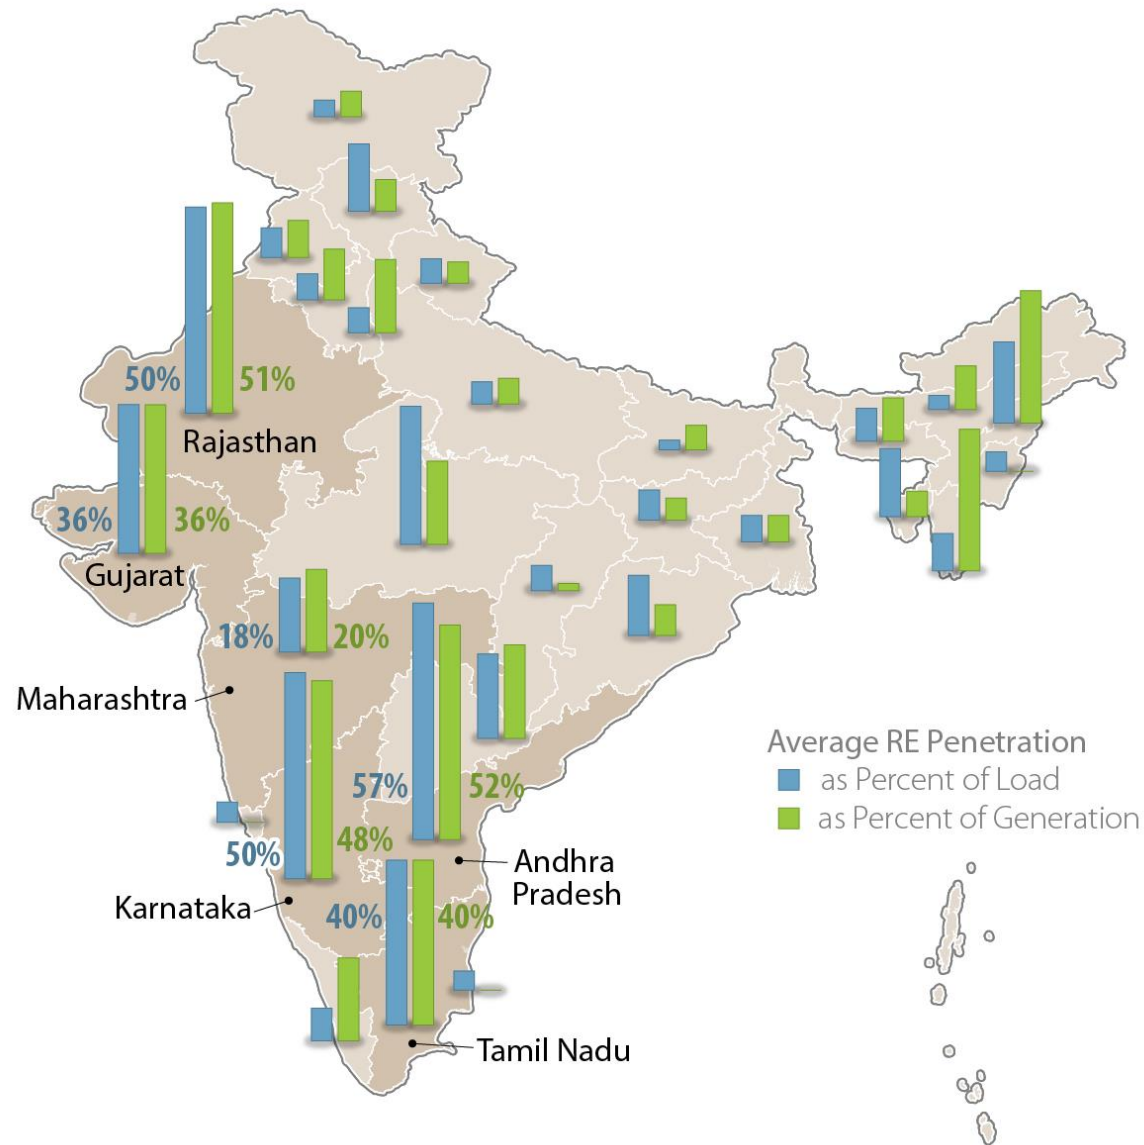 50%
51%
Rajasthan
36%
36%
Gujarat
18%
20%
Maharashtra
Average RE Penetration
as Percent of Load
as Percent of Generation
57%
52%
50%
48%
Andhra
Pradesh
Karnataka
40%
40%
Tamil Nadu